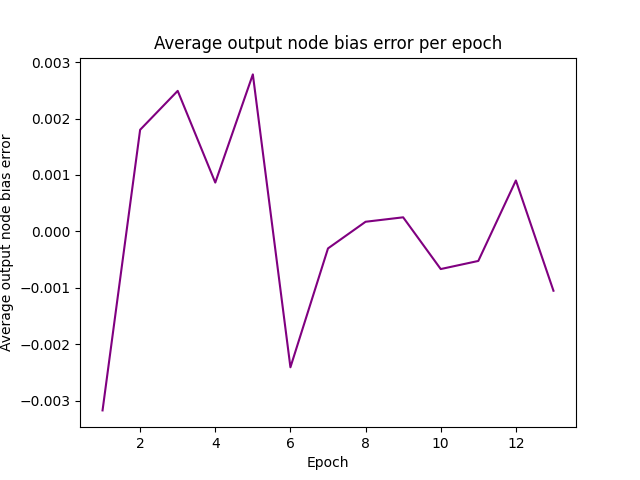 Average output node bias error per epoch
Average output node bias error
0.003
0.002
0.001
0.000
−0.001
−0.002
−0.003
2 4 6 8 10 12
Epoch